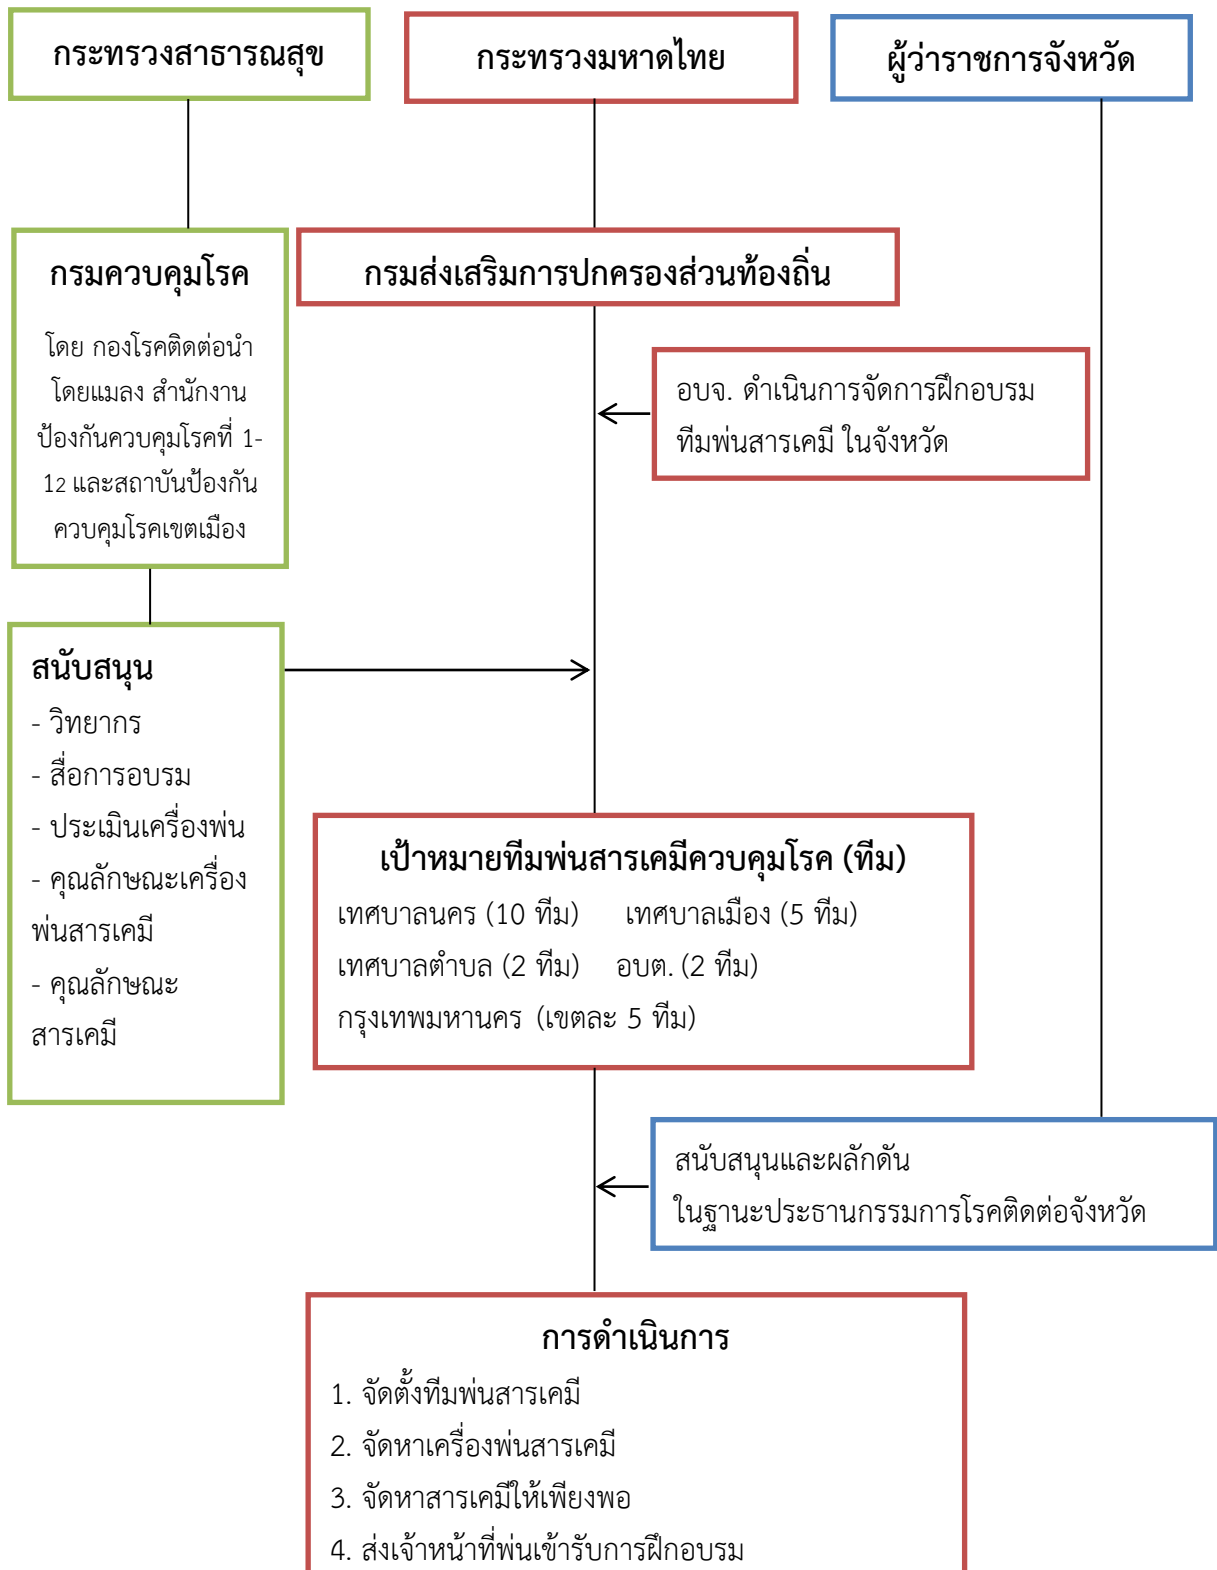 กระทรวงสาธารณสุข
กระทรวงมหาดไทย
ผู้ว่าราชการจังหวัด
กรมควบคุมโรค
โดย กองโรคติดต่อนำ
โดยแมลง สำนักงาน
ป้องกันควบคุมโรคที่ 1-
12 และสถาบันป้องกัน
ควบคุมโรคเขตเมือง
กรมส่งเสริมการปกครองส่วนท้องถิ่น
อบจ. ดำเนินการจัดการฝึกอบรม
ทีมพ่นสารเคมี ในจังหวัด
สนับสนุน
- วิทยากร
- สื่อการอบรม
- ประเมินเครื่องพ่น
- คุณลักษณะเครื่อง
พ่นสารเคมี
- คุณลักษณะ
สารเคมี
เป้าหมายทีมพ่นสารเคมีควบคุมโรค (ทีม)
เทศบาลนคร (10 ทีม) เทศบาลเมือง (5 ทีม)
เทศบาลตำบล (2 ทีม) อบต. (2 ทีม)
กรุงเทพมหานคร (เขตละ 5 ทีม)
สนับสนุนและผลักดัน
ในฐานะประธานกรรมการโรคติดต่อจังหวัด
การดำเนินการ
1. จัดตั้งทีมพ่นสารเคมี
2. จัดหาเครื่องพ่นสารเคมี
3. จัดหาสารเคมีให้เพียงพอ
4. ส่งเจ้าหน้าที่พ่นเข้ารับการฝึกอบรม